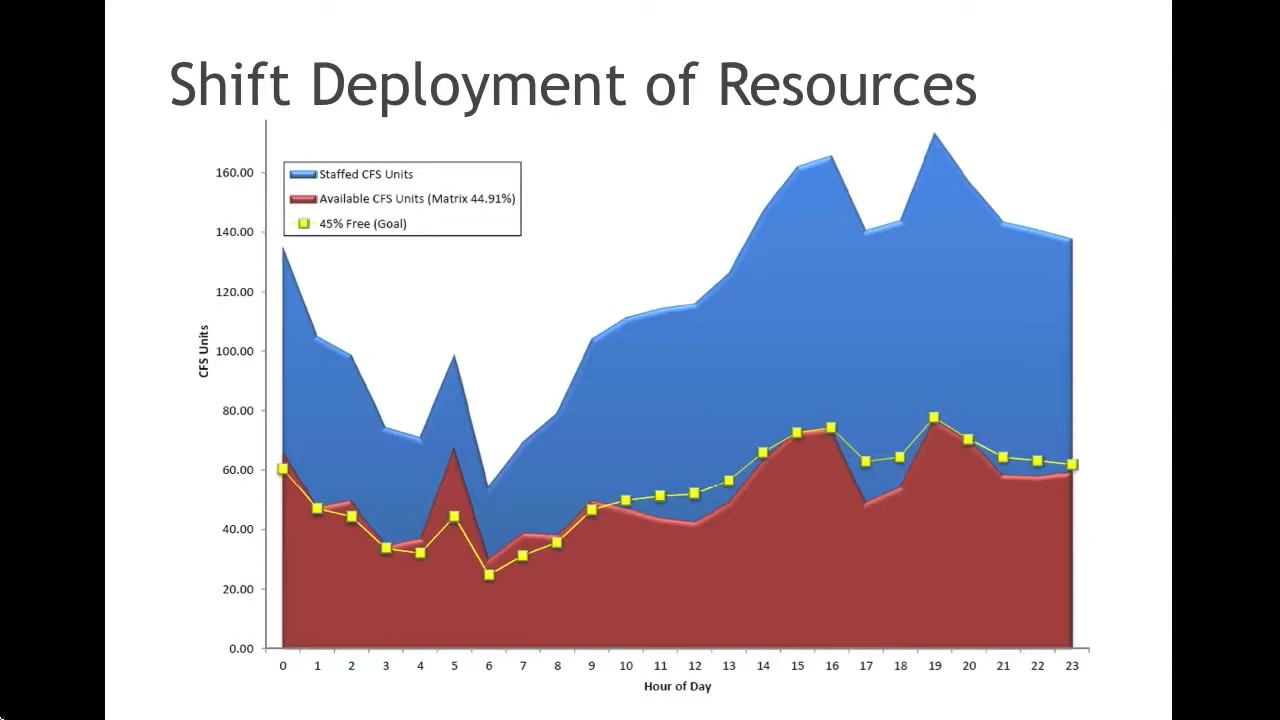 Shift Deployment of Resources
Staffed CFS Units
Available CFS Units (Matrix 44.91%)
45% Free (Goal)
160.00
140.00
120.00
100.00
80.00
60.00
40.00
20.00
0.00
CFS Units
0 1 2 3 4 5 6 7 8 9 10 11 12 13 14 15 16 17 18 19 20 21 22 23
Hour of Day